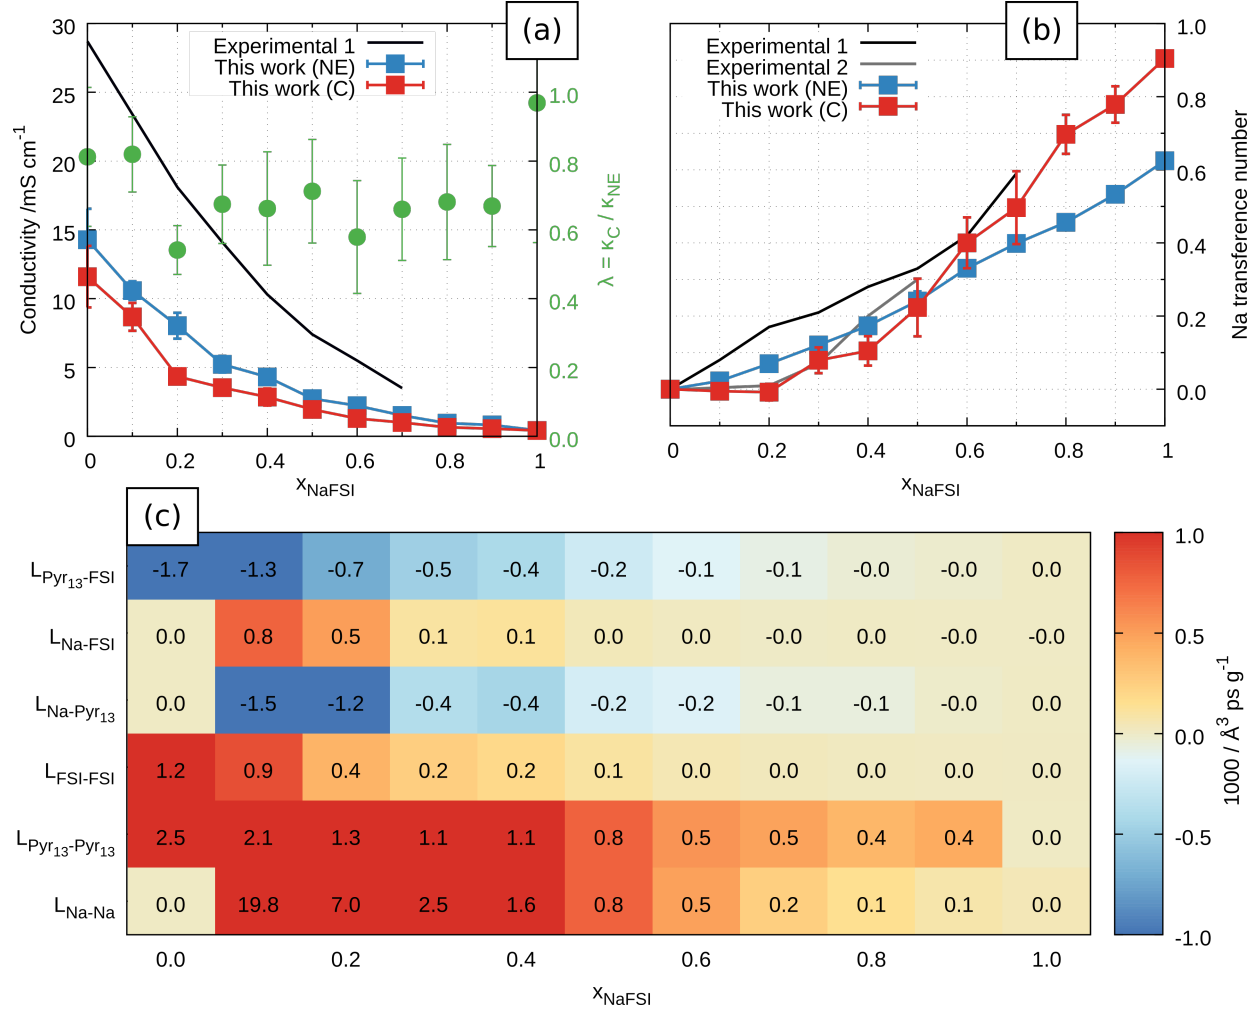 (a)
30
25
20
15
10
5
0
Conductivity /mS cm⁻¹
Experimental 1
This work (NE)
This work (C)
1.0
0.8
0.6
0.4
0.2
0.0
λ = κ_C / κ_NE
0 0.2 0.4 0.6 0.8 1
x_NaFSI
(b)
Experimental 1
Experimental 2
This work (NE)
This work (C)
1.0
0.8
0.6
0.4
0.2
0.0
Na transference number
0 0.2 0.4 0.6 0.8 1
x_NaFSI
(c)
L_Pyr₁₃-FSI -1.7 -1.3 -0.7 -0.5 -0.4 -0.2 -0.1 -0.1 -0.0 -0.0 0.0
L_Na-FSI 0.0 0.8 0.5 0.1 0.1 0.0 0.0 -0.0 0.0 -0.0 -0.0
L_Na-Pyr₁₃ 0.0 -1.5 -1.2 -0.4 -0.4 -0.2 -0.2 -0.1 -0.1 -0.0 0.0
L_FSI-FSI 1.2 0.9 0.4 0.2 0.2 0.1 0.0 0.0 0.0 0.0 0.0
L_Pyr₁₃-Pyr₁₃ 2.5 2.1 1.3 1.1 1.1 0.8 0.5 0.5 0.4 0.4 0.0
L_Na-Na 0.0 19.8 7.0 2.5 1.6 0.8 0.5 0.2 0.1 0.1 0.0
0.0 0.2 0.4 0.6 0.8 1.0
x_NaFSI
1.0
0.5
0.0
-0.5
-1.0
1000 / Å³ ps g⁻¹